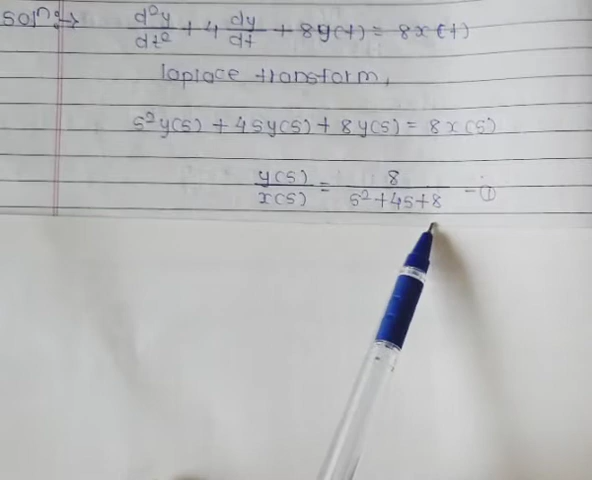 Soln:→ d²y/dt² + 4 dy/dt + 8y(t) = 8x(t)
laplace transform,
s²y(s) + 4sy(s) + 8y(s) = 8x(s)
y(s)/x(s) = 8/s²+4s+8 - ①